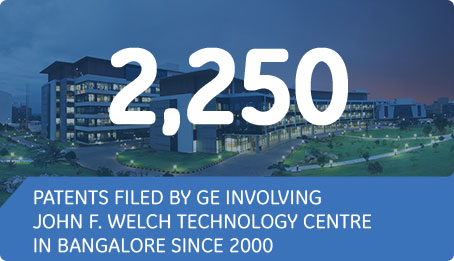 2,250
PATENTS FILED BY GE INVOLVING
JOHN F. WELCH TECHNOLOGY CENTRE
IN BANGALORE SINCE 2000